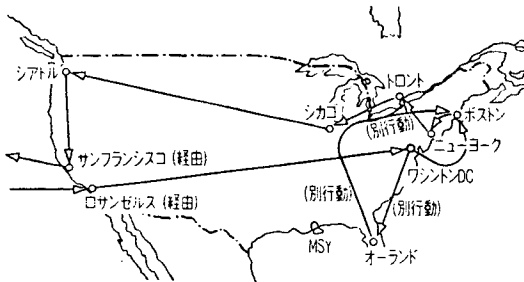 シアトル
トロント
シカゴ
ボストン
(別行動)
ニューヨーク
サンフランシスコ (経由)
ワシントンDC
ロサンゼルス (経由)
(別行動)
(別行動)
MSY
オーランド